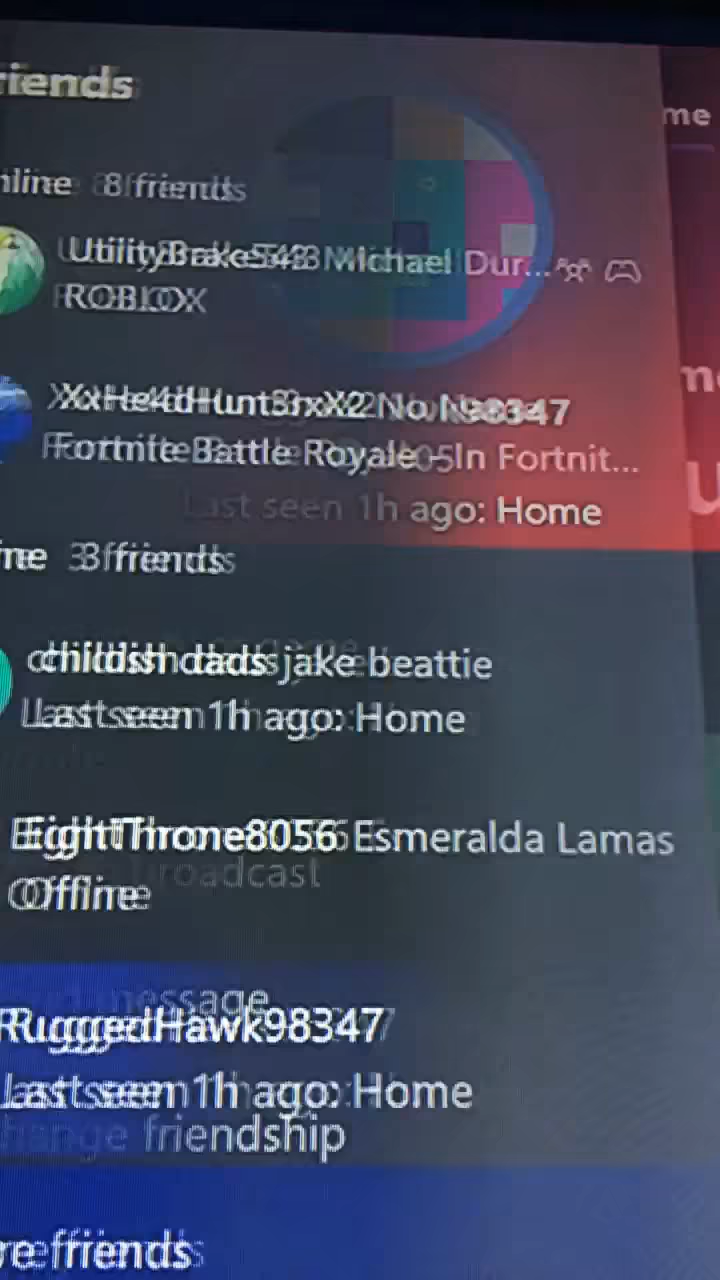 riends
me
nline 8 friends
UtilityBrake543 Michael Dur...
ROBLOX
XxHe4dHunt3rxX2 No N98347
Fortnite Battle Royale - In Fortnit...
Last seen 1h ago: Home
ne 3 friends
childish dads jake beattie
Last seen 1h ago: Home
EightThrone8056 Esmeralda Lamas
broadcast
Offline
message
RuggedHawk98347
Last seen 1h ago: Home
hange friendship
re friends